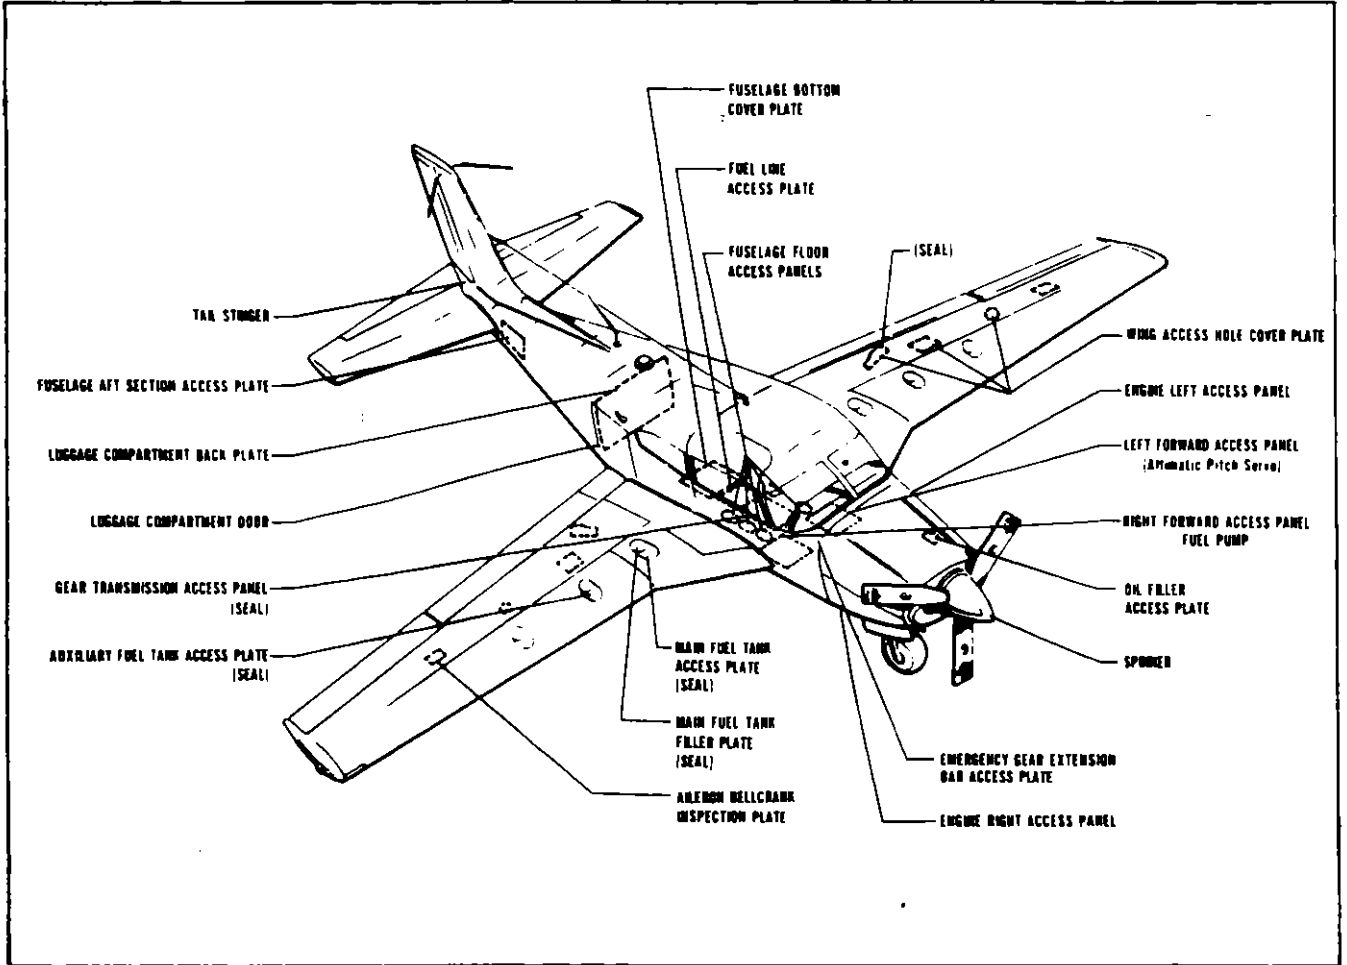 FUSELAGE BOTTOM
COVER PLATE
FUEL LINE
ACCESS PLATE
FUSELAGE FLOOR
ACCESS PANELS
(SEAL)
TAIL STINGER
FUSELAGE AFT SECTION ACCESS PLATE
LUGGAGE COMPARTMENT BACK PLATE
LUGGAGE COMPARTMENT DOOR
GEAR TRANSMISSION ACCESS PANEL
(SEAL)
AUXILIARY FUEL TANK ACCESS PLATE
(SEAL)
MAIN FUEL TANK
ACCESS PLATE
(SEAL)
MAIN FUEL TANK
FILLER PLATE
(SEAL)
AILERON BELLCRANK
INSPECTION PLATE
WING ACCESS HOLE COVER PLATE
ENGINE LEFT ACCESS PANEL
LEFT FORWARD ACCESS PANEL
(Altimatic Pitch Servo)
RIGHT FORWARD ACCESS PANEL
FUEL PUMP
OIL FILLER
ACCESS PLATE
SPINNER
EMERGENCY GEAR EXTENSION
BAR ACCESS PLATE
ENGINE RIGHT ACCESS PANEL